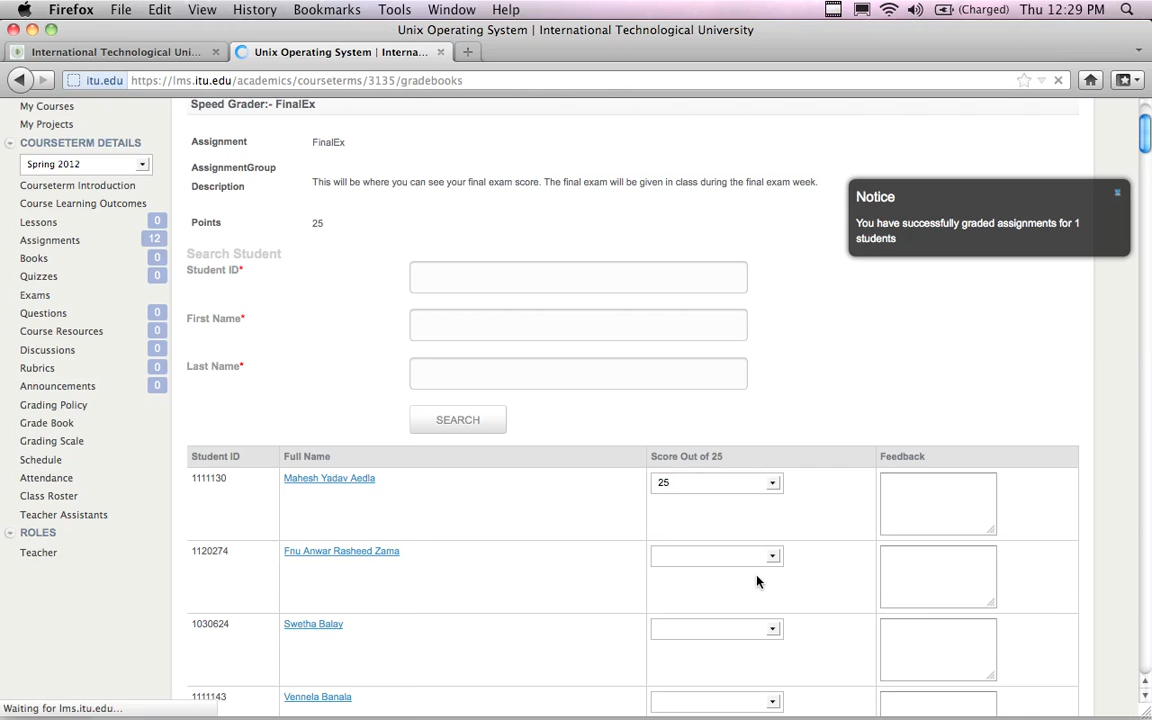 Firefox File Edit View History Bookmarks Tools Window Help (Charged) Thu 12:29 PM
Unix Operating System | International Technological University
International Technological Uni... Unix Operating System | Interna...
itu.edu https://lms.itu.edu/academics/courseterms/3135/gradebooks
My Courses
My Projects
COURSETERM DETAILS
Spring 2012
Courseterm Introduction
Course Learning Outcomes
Lessons 0
Assignments 12
Books 0
Quizzes 0
Exams
Questions 0
Course Resources 0
Discussions 0
Rubrics 0
Announcements 0
Grading Policy
Grade Book
Grading Scale
Schedule
Attendance
Class Roster
Teacher Assistants
ROLES
Teacher
Speed Grader:- FinalEx
Assignment FinalEx
AssignmentGroup
Description This will be where you can see your final exam score. The final exam will be given in class during the final exam week.
Points 25
Notice
You have successfully graded assignments for 1
students
Search Student
Student ID*
First Name*
Last Name*
SEARCH
Student ID Full Name Score Out of 25 Feedback
1111130 Mahesh Yadav Aedla 25
1120274 Fnu Anwar Rasheed Zama
1030624 Swetha Balay
1111143 Vennela Banala
Waiting for lms.itu.edu...